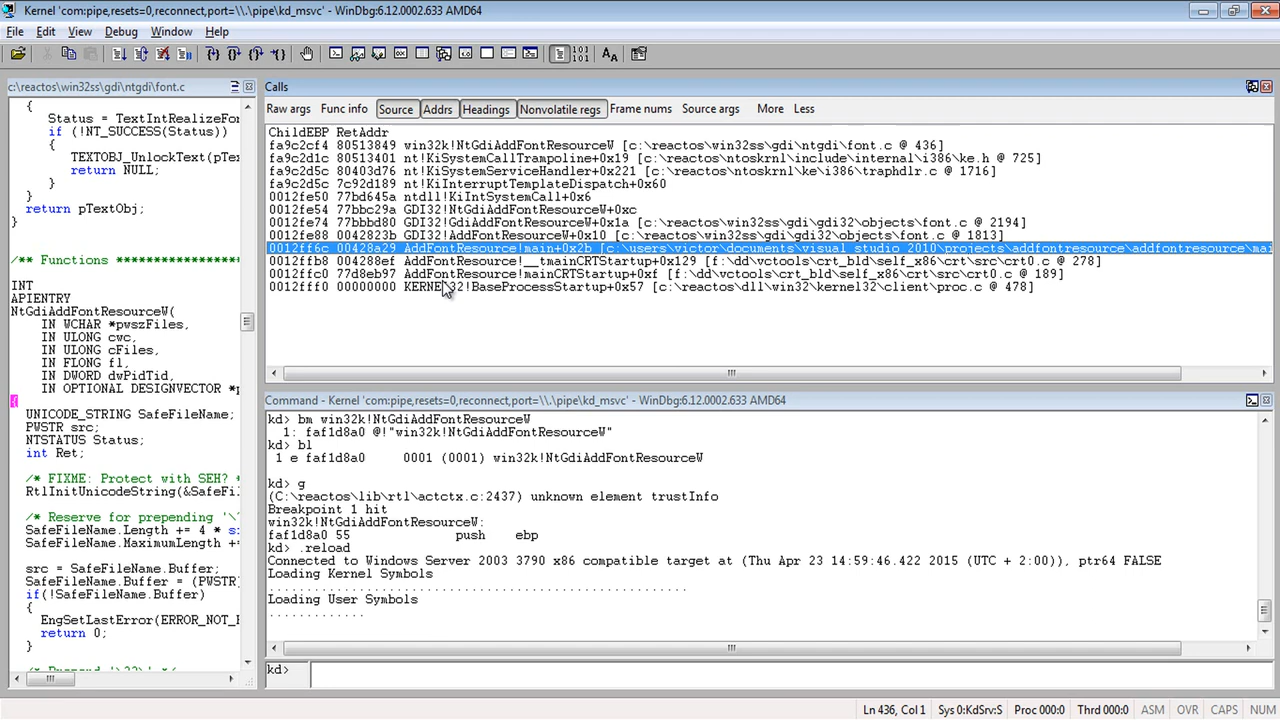 Kernel 'com:pipe,resets=0,reconnect,port=\\.\pipe\kd_msvc' - WinDbg:6.12.0002.633 AMD64
File Edit View Debug Window Help
c:\reactos\win32ss\gdi\ntgdi\font.c
{
Status = TextIntRealizeFon
if (!NT_SUCCESS(Status))
{
TEXTOBJ_UnlockText(pTex
return NULL;
}
}
return pTextObj;
}
/** Functions **************
INT
APIENTRY
NtGdiAddFontResourceW(
IN WCHAR *pwszFiles,
IN ULONG cwc,
IN ULONG cFiles,
IN FLONG fl,
IN DWORD dwPidTid,
IN OPTIONAL DESIGNVECTOR *p
{
UNICODE_STRING SafeFileName;
PWSTR src;
NTSTATUS Status;
int Ret;
/* FIXME: Protect with SEH? *
RtlInitUnicodeString(&SafeFi
/* Reserve for prepending '\
SafeFileName.Length += 4 * s
SafeFileName.MaximumLength +=
src = SafeFileName.Buffer;
SafeFileName.Buffer = (PWSTR)
if(!SafeFileName.Buffer)
{
EngSetLastError(ERROR_NOT_E
return 0;
}
Calls
Raw args Func info Source Addrs Headings Nonvolatile regs Frame nums Source args More Less
ChildEBP RetAddr
fa9c2cf4 80513849 win32k!NtGdiAddFontResourceW [c:\reactos\win32ss\gdi\ntgdi\font.c @ 436]
fa9c2d1c 80513401 nt!KiSystemCallTrampoline+0x19 [c:\reactos\ntoskrnl\include\internal\i386\ke.h @ 725]
fa9c2d5c 80403d76 nt!KiSystemServiceHandler+0x221 [c:\reactos\ntoskrnl\ke\i386\traphdlr.c @ 1716]
fa9c2d5c 7c92d189 nt!KiInterruptTemplateDispatch+0x60
0012fe50 77bd645a ntdll!KiIntSystemCall+0x6
0012fe54 77bbc29a GDI32!NtGdiAddFontResourceW+0xc
0012fe74 77bbbd80 GDI32!GdiAddFontResourceW+0x1a [c:\reactos\win32ss\gdi\gdi32\objects\font.c @ 2194]
0012fe88 0042823b GDI32!AddFontResourceW+0x10 [c:\reactos\win32ss\gdi\gdi32\objects\font.c @ 1813]
0012ff6c 00428a29 AddFontResource!main+0x2b [c:\users\victor\documents\visual studio 2010\projects\addfontresource\addfontresource\mai
0012ffb8 004288ef AddFontResource!__tmainCRTStartup+0x129 [f:\dd\vctools\crt_bld\self_x86\crt\src\crt0.c @ 278]
0012ffc0 77d8eb97 AddFontResource!mainCRTStartup+0xf [f:\dd\vctools\crt_bld\self_x86\crt\src\crt0.c @ 189]
0012fff0 00000000 KERNEL32!BaseProcessStartup+0x57 [c:\reactos\dll\win32\kernel32\client\proc.c @ 478]
Command - Kernel 'com:pipe,resets=0,reconnect,port=\\.\pipe\kd_msvc' - WinDbg:6.12.0002.633 AMD64
kd> bm win32k!NtGdiAddFontResourceW
1: faf1d8a0 @!"win32k!NtGdiAddFontResourceW"
kd> bl
1 e faf1d8a0 0001 (0001) win32k!NtGdiAddFontResourceW
kd> g
(C:\reactos\lib\rtl\actctx.c:2437) unknown element trustInfo
Breakpoint 1 hit
win32k!NtGdiAddFontResourceW:
faf1d8a0 55 push ebp
kd> .reload
Connected to Windows Server 2003 3790 x86 compatible target at (Thu Apr 23 14:59:46.422 2015 (UTC + 2:00)), ptr64 FALSE
Loading Kernel Symbols
.......................................................
Loading User Symbols
.............
kd>
Ln 436, Col 1 Sys 0:KdSrv:S Proc 000:0 Thrd 000:0 ASM OVR CAPS NUM